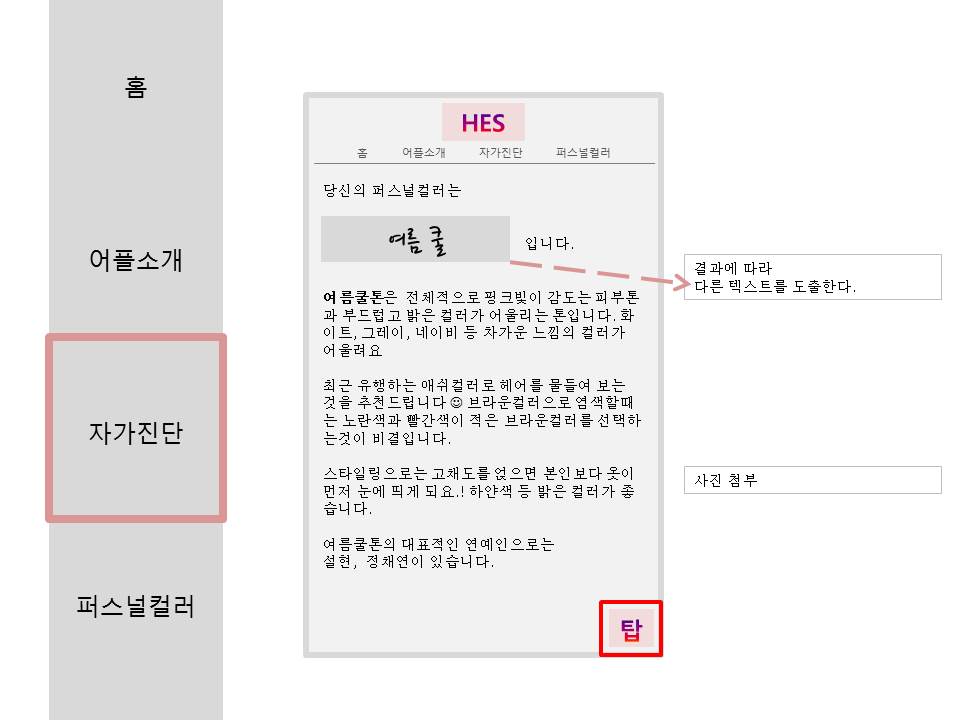 홈
어플소개
자가진단
퍼스널컬러
HES
홈 어플소개 자가진단 퍼스널컬러
당신의 퍼스널컬러는
여름 쿨 입니다.
여름쿨톤은 전체적으로 핑크빛이 감도는 피부톤
과 부드럽고 밝은 컬러가 어울리는 톤입니다. 화
이트, 그레이, 네이비 등 차가운 느낌의 컬러가
어울려요
최근 유행하는 애쉬컬러로 헤어를 물들여 보는
것을 추천드립니다☺ 브라운컬러으로 염색할때
는 노란색과 빨간색이 적은 브라운컬러를 선택하
는것이 비결입니다.
스타일링으로는 고채도를 얹으면 본인보다 옷이
먼저 눈에 띄게 되요.! 하얀색 등 밝은 컬러가 좋
습니다.
여름쿨톤의 대표적인 연예인으로는
설현, 정채연이 있습니다.
탑
결과에 따라
다른 텍스트를 도출한다.
사진 첨부